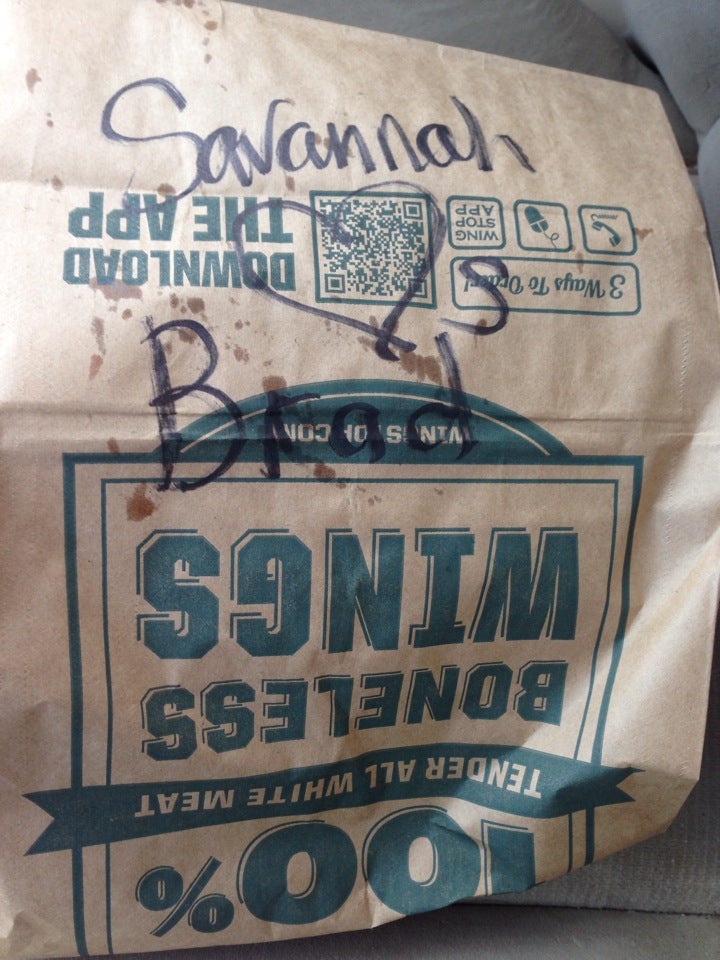 Savannah
♡s
Brad
3 Ways To Order!
WING
STOP
APP
DOWNLOAD
THE APP
WINGSTOP.COM
100%
TENDER ALL WHITE MEAT
BONELESS
WINGS